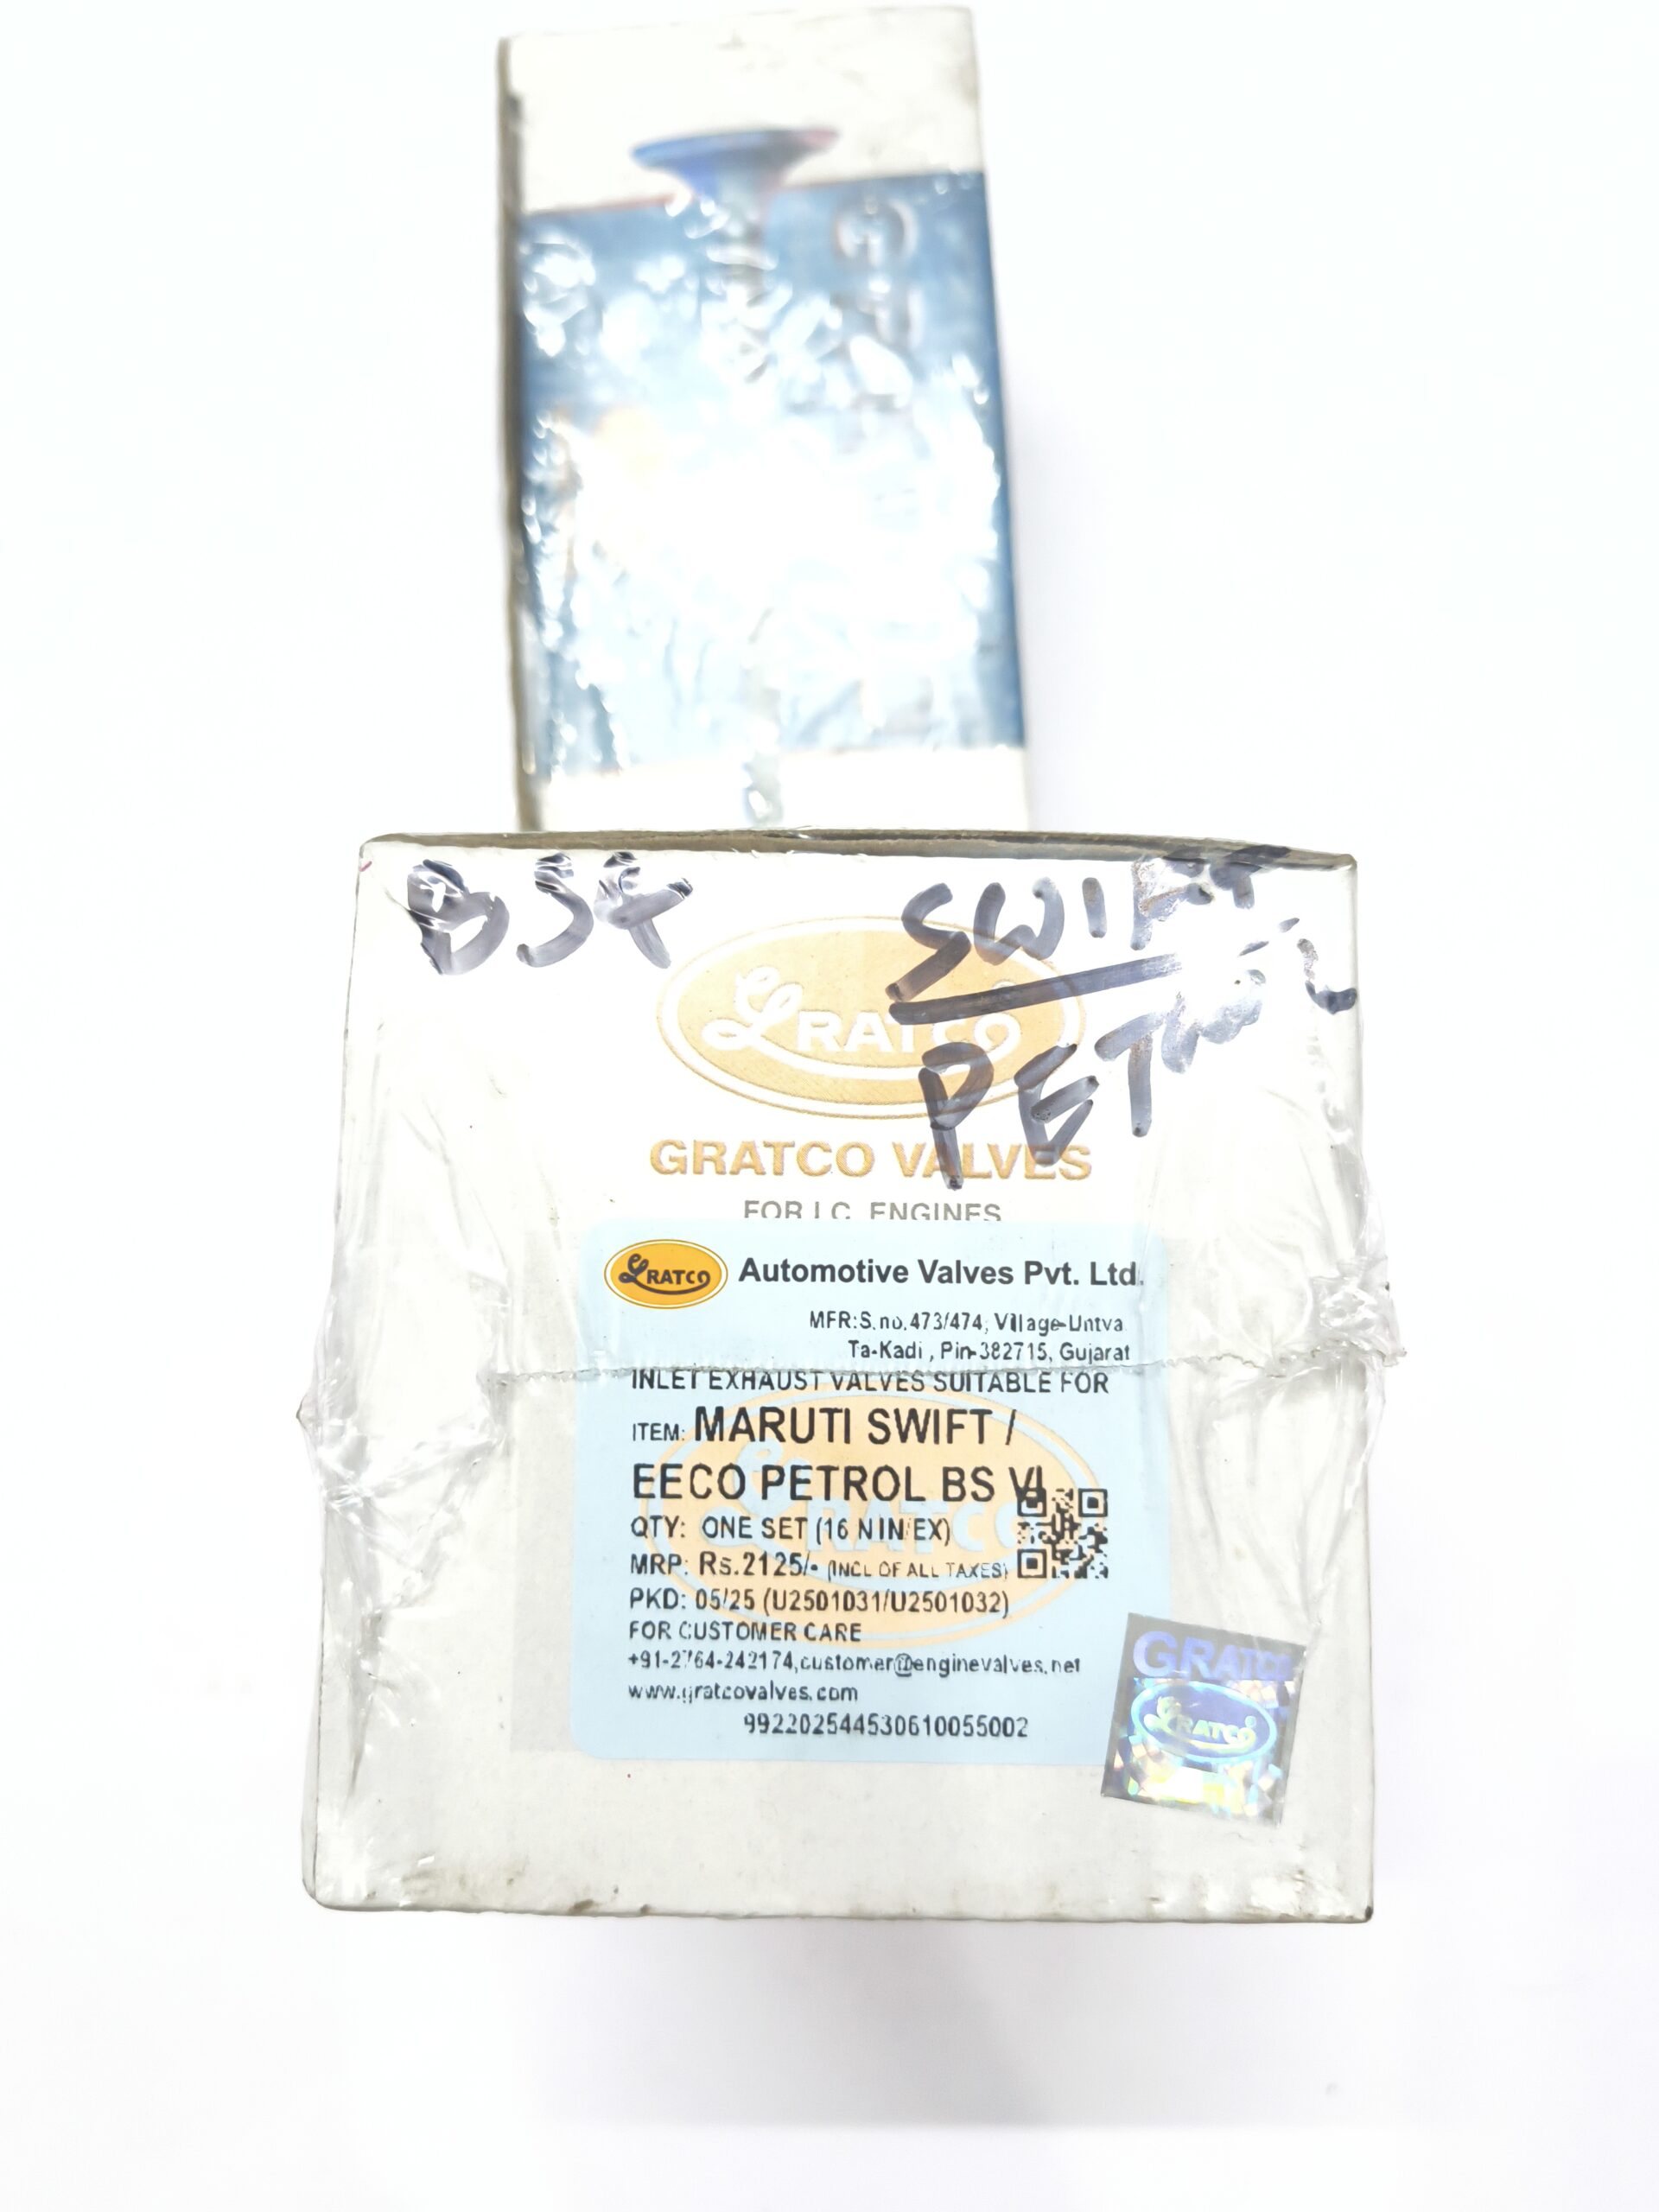 BS4
SWIFT
PETROL
GRATCO
GRATCO VALVES
FOR I.C. ENGINES
GRATCO Automotive Valves Pvt. Ltd.
MFR:S.no.473/474, Village-Untva
Ta-Kadi , Pin-382715, Gujarat
INLET EXHAUST VALVES SUITABLE FOR
ITEM: MARUTI SWIFT /
EECO PETROL BS VI
QTY: ONE SET (16 N IN/EX)
MRP: Rs.2125/- (INCL OF ALL TAXES)
PKD: 05/25 (U2501031/U2501032)
FOR CUSTOMER CARE
+91-2764-242174,customer@enginevalves.net
www.gratcovalves.com
992202544530610055002
GRATCO
GRATCO